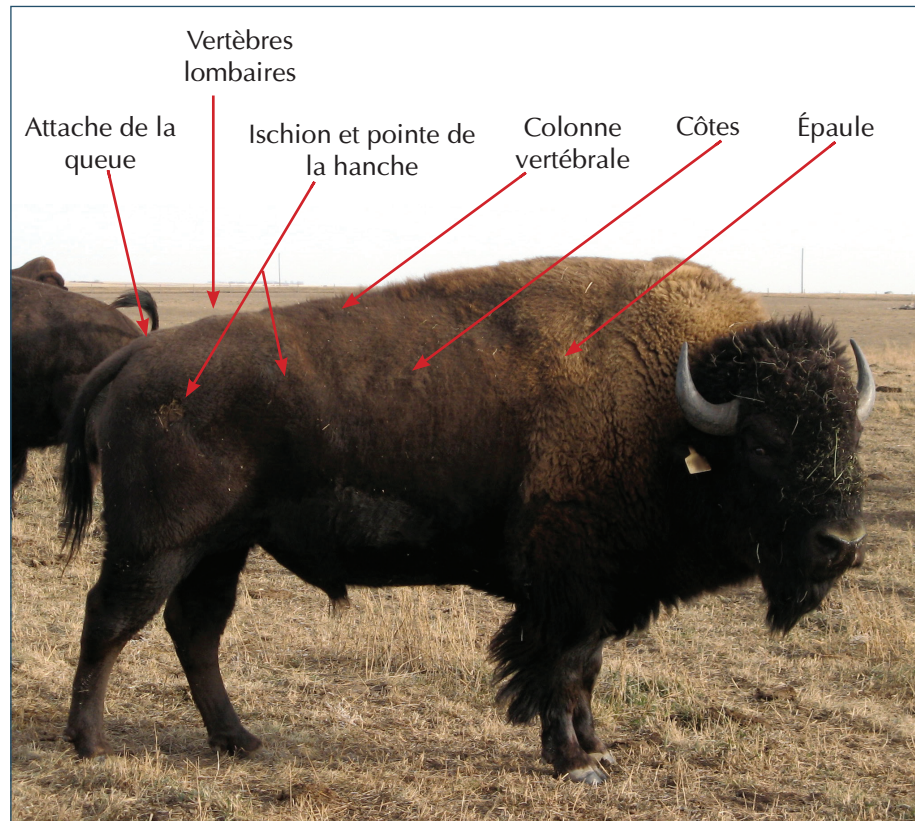 Vertèbres
lombaires
Attache de la
queue
Ischion et pointe de
la hanche
Colonne
vertébrale
Côtes
Épaule